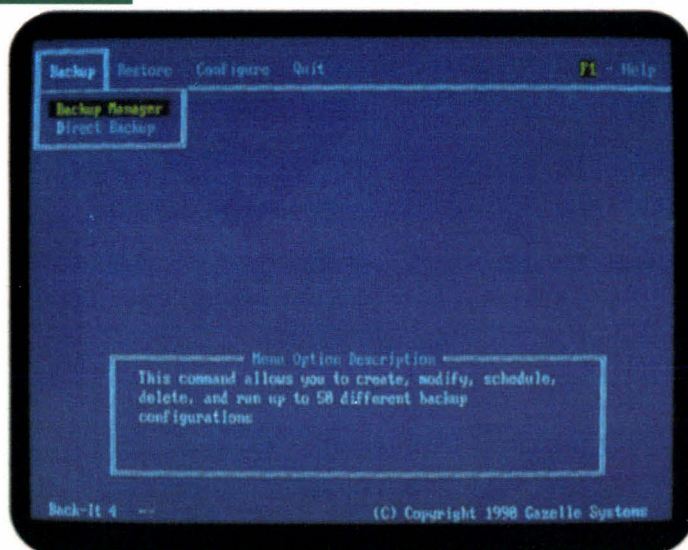 Backup Restore Configure Quit F1 - Help
Backup Manager
Direct Backup
Menu Option Description
This command allows you to create, modify, schedule,
delete, and run up to 50 different backup
configurations
Back-It 4 --
(C) Copyright 1990 Gazelle Systems